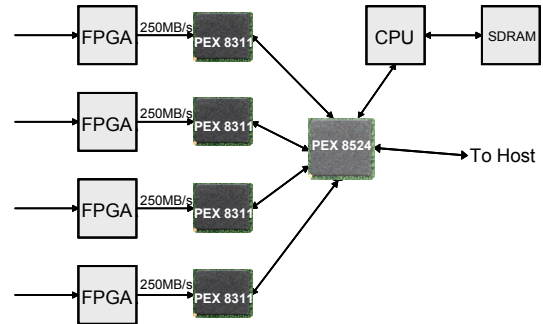 FPGA 250MB/s PEX 8311 CPU SDRAM
FPGA 250MB/s PEX 8311
PEX 8524
To Host
FPGA 250MB/s PEX 8311
FPGA 250MB/s PEX 8311